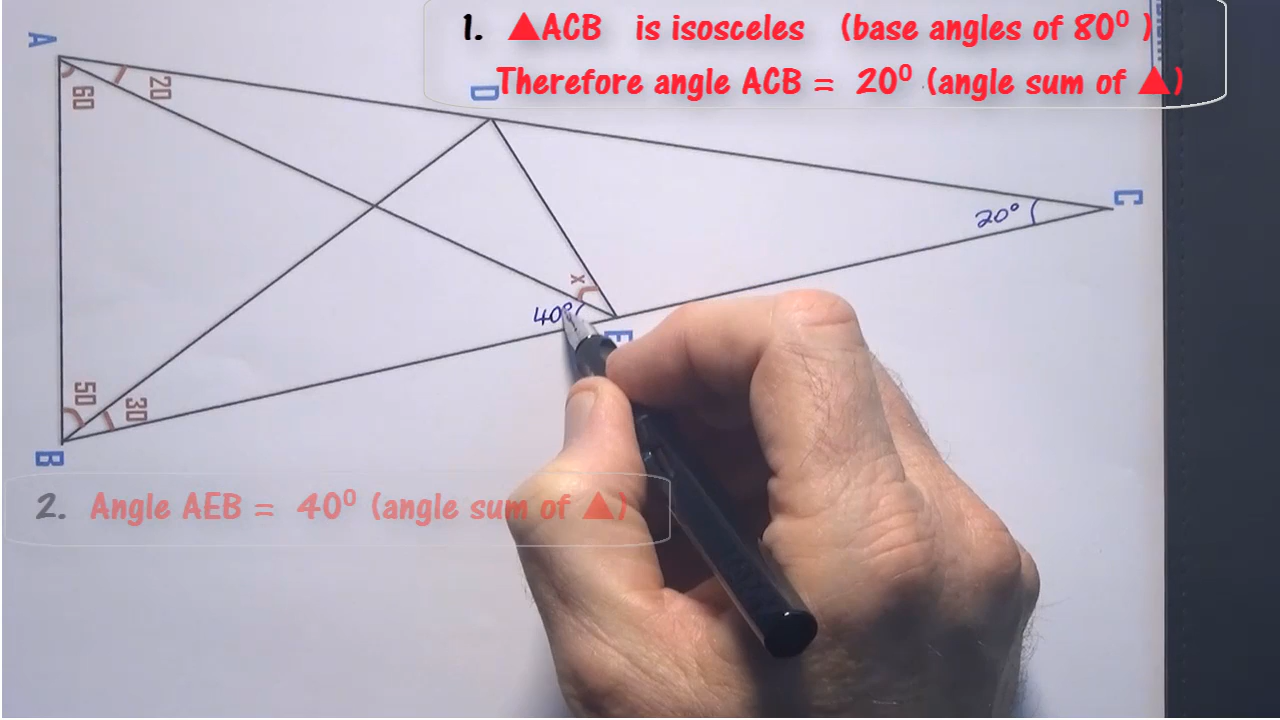 1. ▲ACB is isosceles (base angles of 80⁰ )
Therefore angle ACB = 20⁰ (angle sum of ▲)
A
D
C
20
60
20°
x
40°
E
50
30
B
2. Angle AEB = 40⁰ (angle sum of ▲)